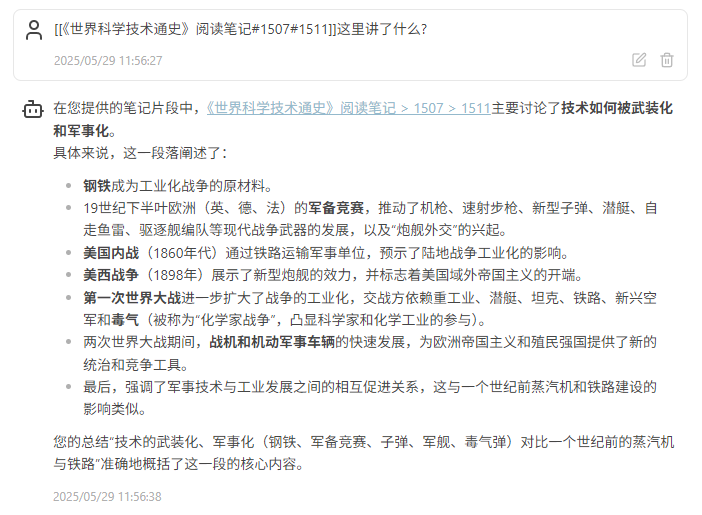 [[《世界科学技术通史》阅读笔记#1507#1511]]这里讲了什么?
2025/05/29 11:56:27
在您提供的笔记片段中，《世界科学技术通史》阅读笔记 > 1507 > 1511主要讨论了技术如何被武装化
和军事化。
具体来说，这一段落阐述了：
钢铁成为工业化战争的原材料。
19世纪下半叶欧洲（英、德、法）的军备竞赛，推动了机枪、速射步枪、新型子弹、潜艇、自
走鱼雷、驱逐舰编队等现代战争武器的发展，以及“炮舰外交”的兴起。
美国内战（1860年代）通过铁路运输军事单位，预示了陆地战争工业化的影响。
美西战争（1898年）展示了新型炮舰的效力，并标志着美国域外帝国主义的开端。
第一次世界大战进一步扩大了战争的工业化，交战方依赖重工业、潜艇、坦克、铁路、新兴空
军和毒气（被称为“化学家战争”，凸显科学家和化学工业的参与）。
两次世界大战期间，战机和机动军事车辆的快速发展，为欧洲帝国主义和殖民强国提供了新的
统治和竞争工具。
最后，强调了军事技术与工业发展之间的相互促进关系，这与一个世纪前蒸汽机和铁路建设的
影响类似。
您的总结“技术的武装化、军事化（钢铁、军备竞赛、子弹、军舰、毒气弹）对比一个世纪前的蒸汽机
与铁路”准确地概括了这一段的核心内容。
2025/05/29 11:56:38